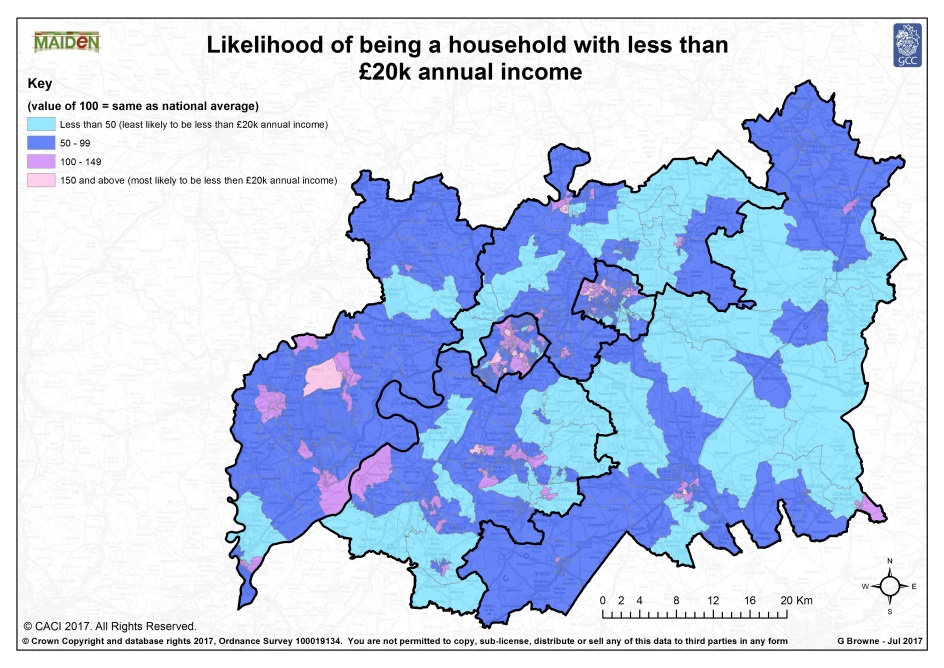 MAIDeN
Likelihood of being a household with less than
£20k annual income
GCC
Key
(value of 100 = same as national average)
Less than 50 (least likely to be less than £20k annual income)
50 - 99
100 - 149
150 and above (most likely to be less then £20k annual income)
N
W
E
S
0 2 4 8 12 16 20 Km
© CACI 2017. All Rights Reserved.
© Crown Copyright and database rights 2017, Ordnance Survey 100019134. You are not permitted to copy, sub-license, distribute or sell any of this data to third parties in any form
G Browne - Jul 2017